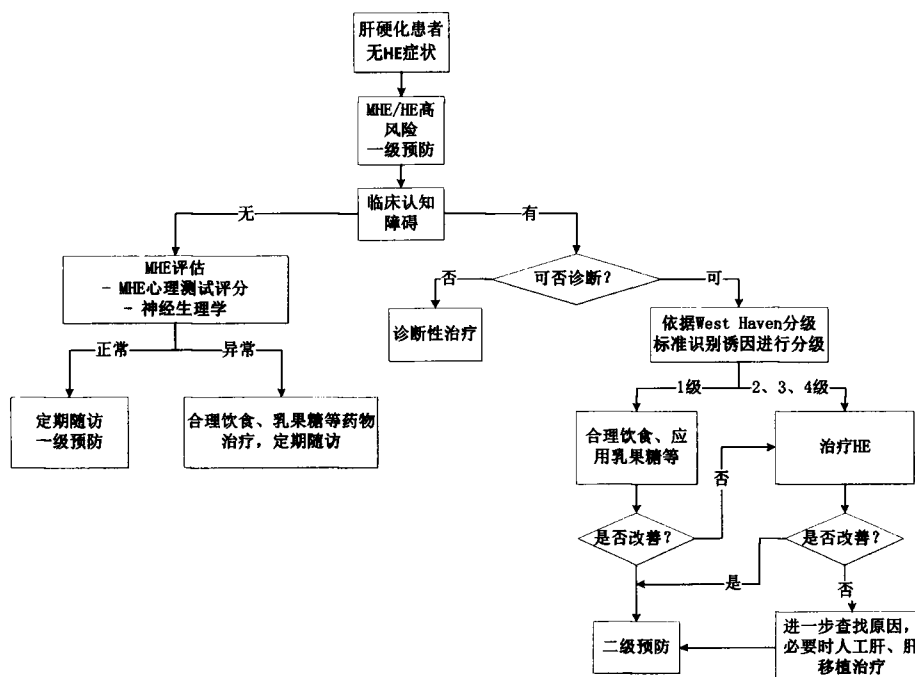 肝硬化患者
无HE症状
MHE/HE高
风险
一级预防
临床认知
障碍
无
有
MHE评估
- MHE心理测试评分
- 神经生理学
可否诊断？
否
可
诊断性治疗
依据West Haven分级
标准识别诱因进行分级
正常
异常
1级
2、3、4级
定期随访
一级预防
合理饮食、乳果糖等药物
治疗，定期随访
合理饮食、应
用乳果糖等
治疗HE
否
是否改善？
是否改善？
是
否
二级预防
进一步查找原因，
必要时人工肝、肝
移植治疗